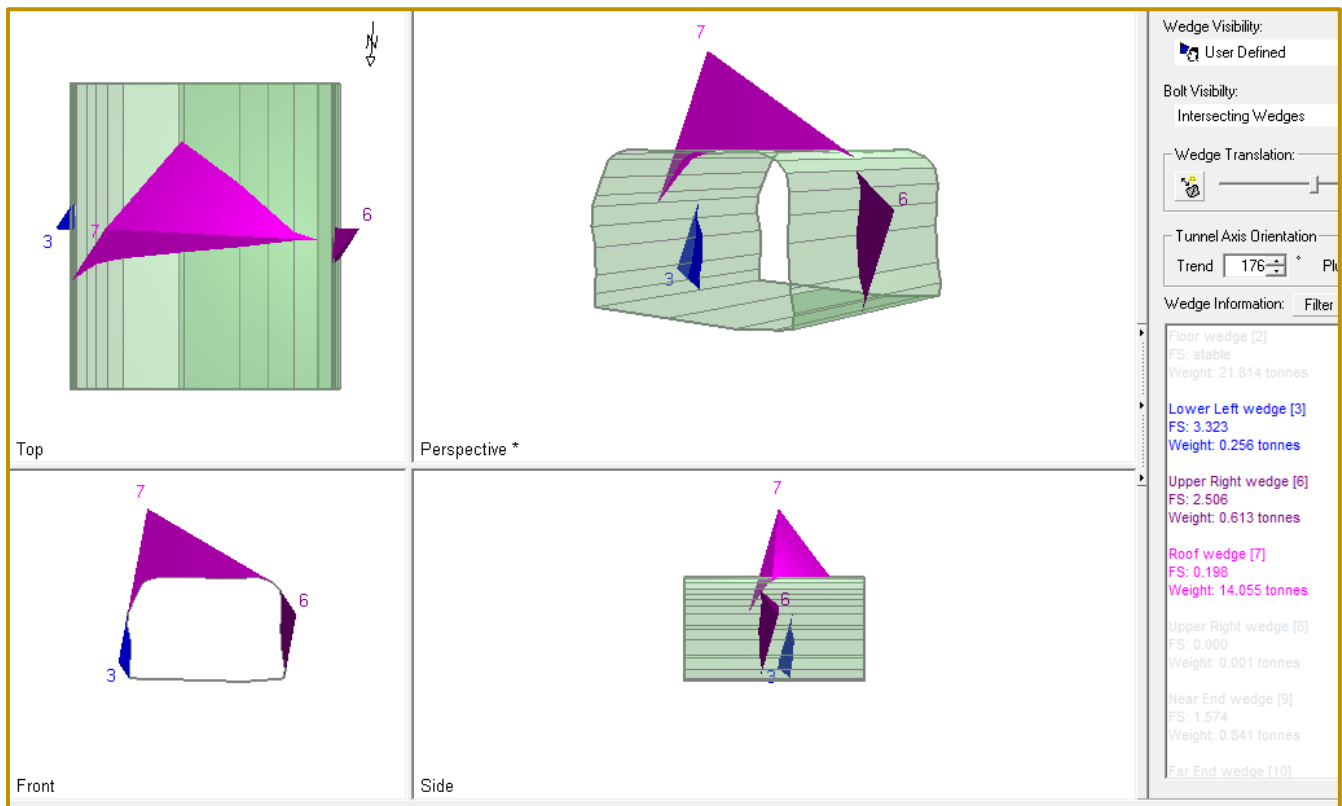 N
3
7
6
Top
7
6
3
Perspective *
7
6
3
Front
7
6
3
Side
Wedge Visibility:
User Defined
Bolt Visibilty:
Intersecting Wedges
Wedge Translation:
Tunnel Axis Orientation
Trend 176 °
Wedge Information: Filter
Floor wedge [2]
FS: stable
Weight: 21.814 tonnes
Lower Left wedge [3]
FS: 3.323
Weight: 0.256 tonnes
Upper Right wedge [6]
FS: 2.506
Weight: 0.613 tonnes
Roof wedge [7]
FS: 0.198
Weight: 14.055 tonnes
Upper Right wedge [8]
FS: 0.000
Weight: 0.001 tonnes
Near End wedge [9]
FS: 1.574
Weight: 0.841 tonnes
Far End wedge [10]